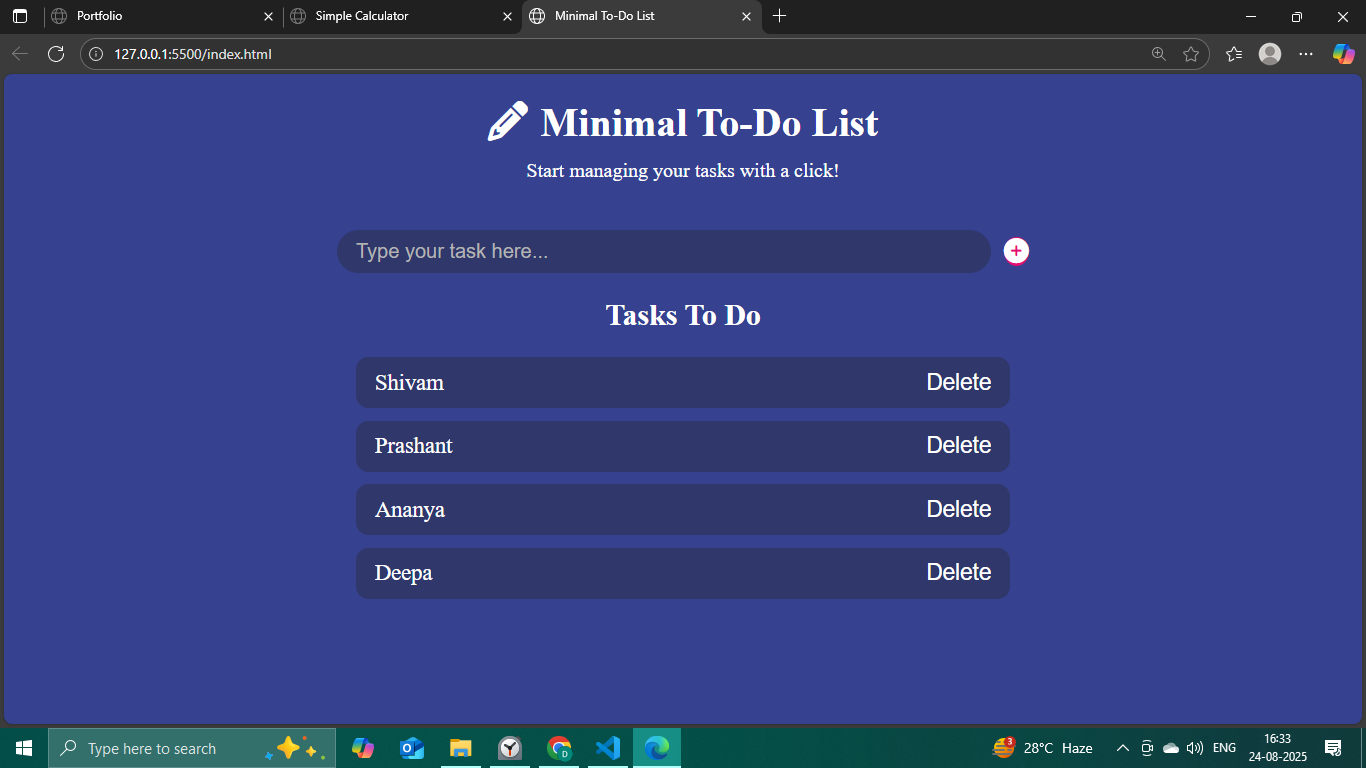 Portfolio
Simple Calculator
Minimal To-Do List
127.0.0.1:5500/index.html
Minimal To-Do List
Start managing your tasks with a click!
Type your task here...
+
Tasks To Do
Shivam Delete
Prashant Delete
Ananya Delete
Deepa Delete
Type here to search
3
28°C Haze
ENG
16:33
24-08-2025